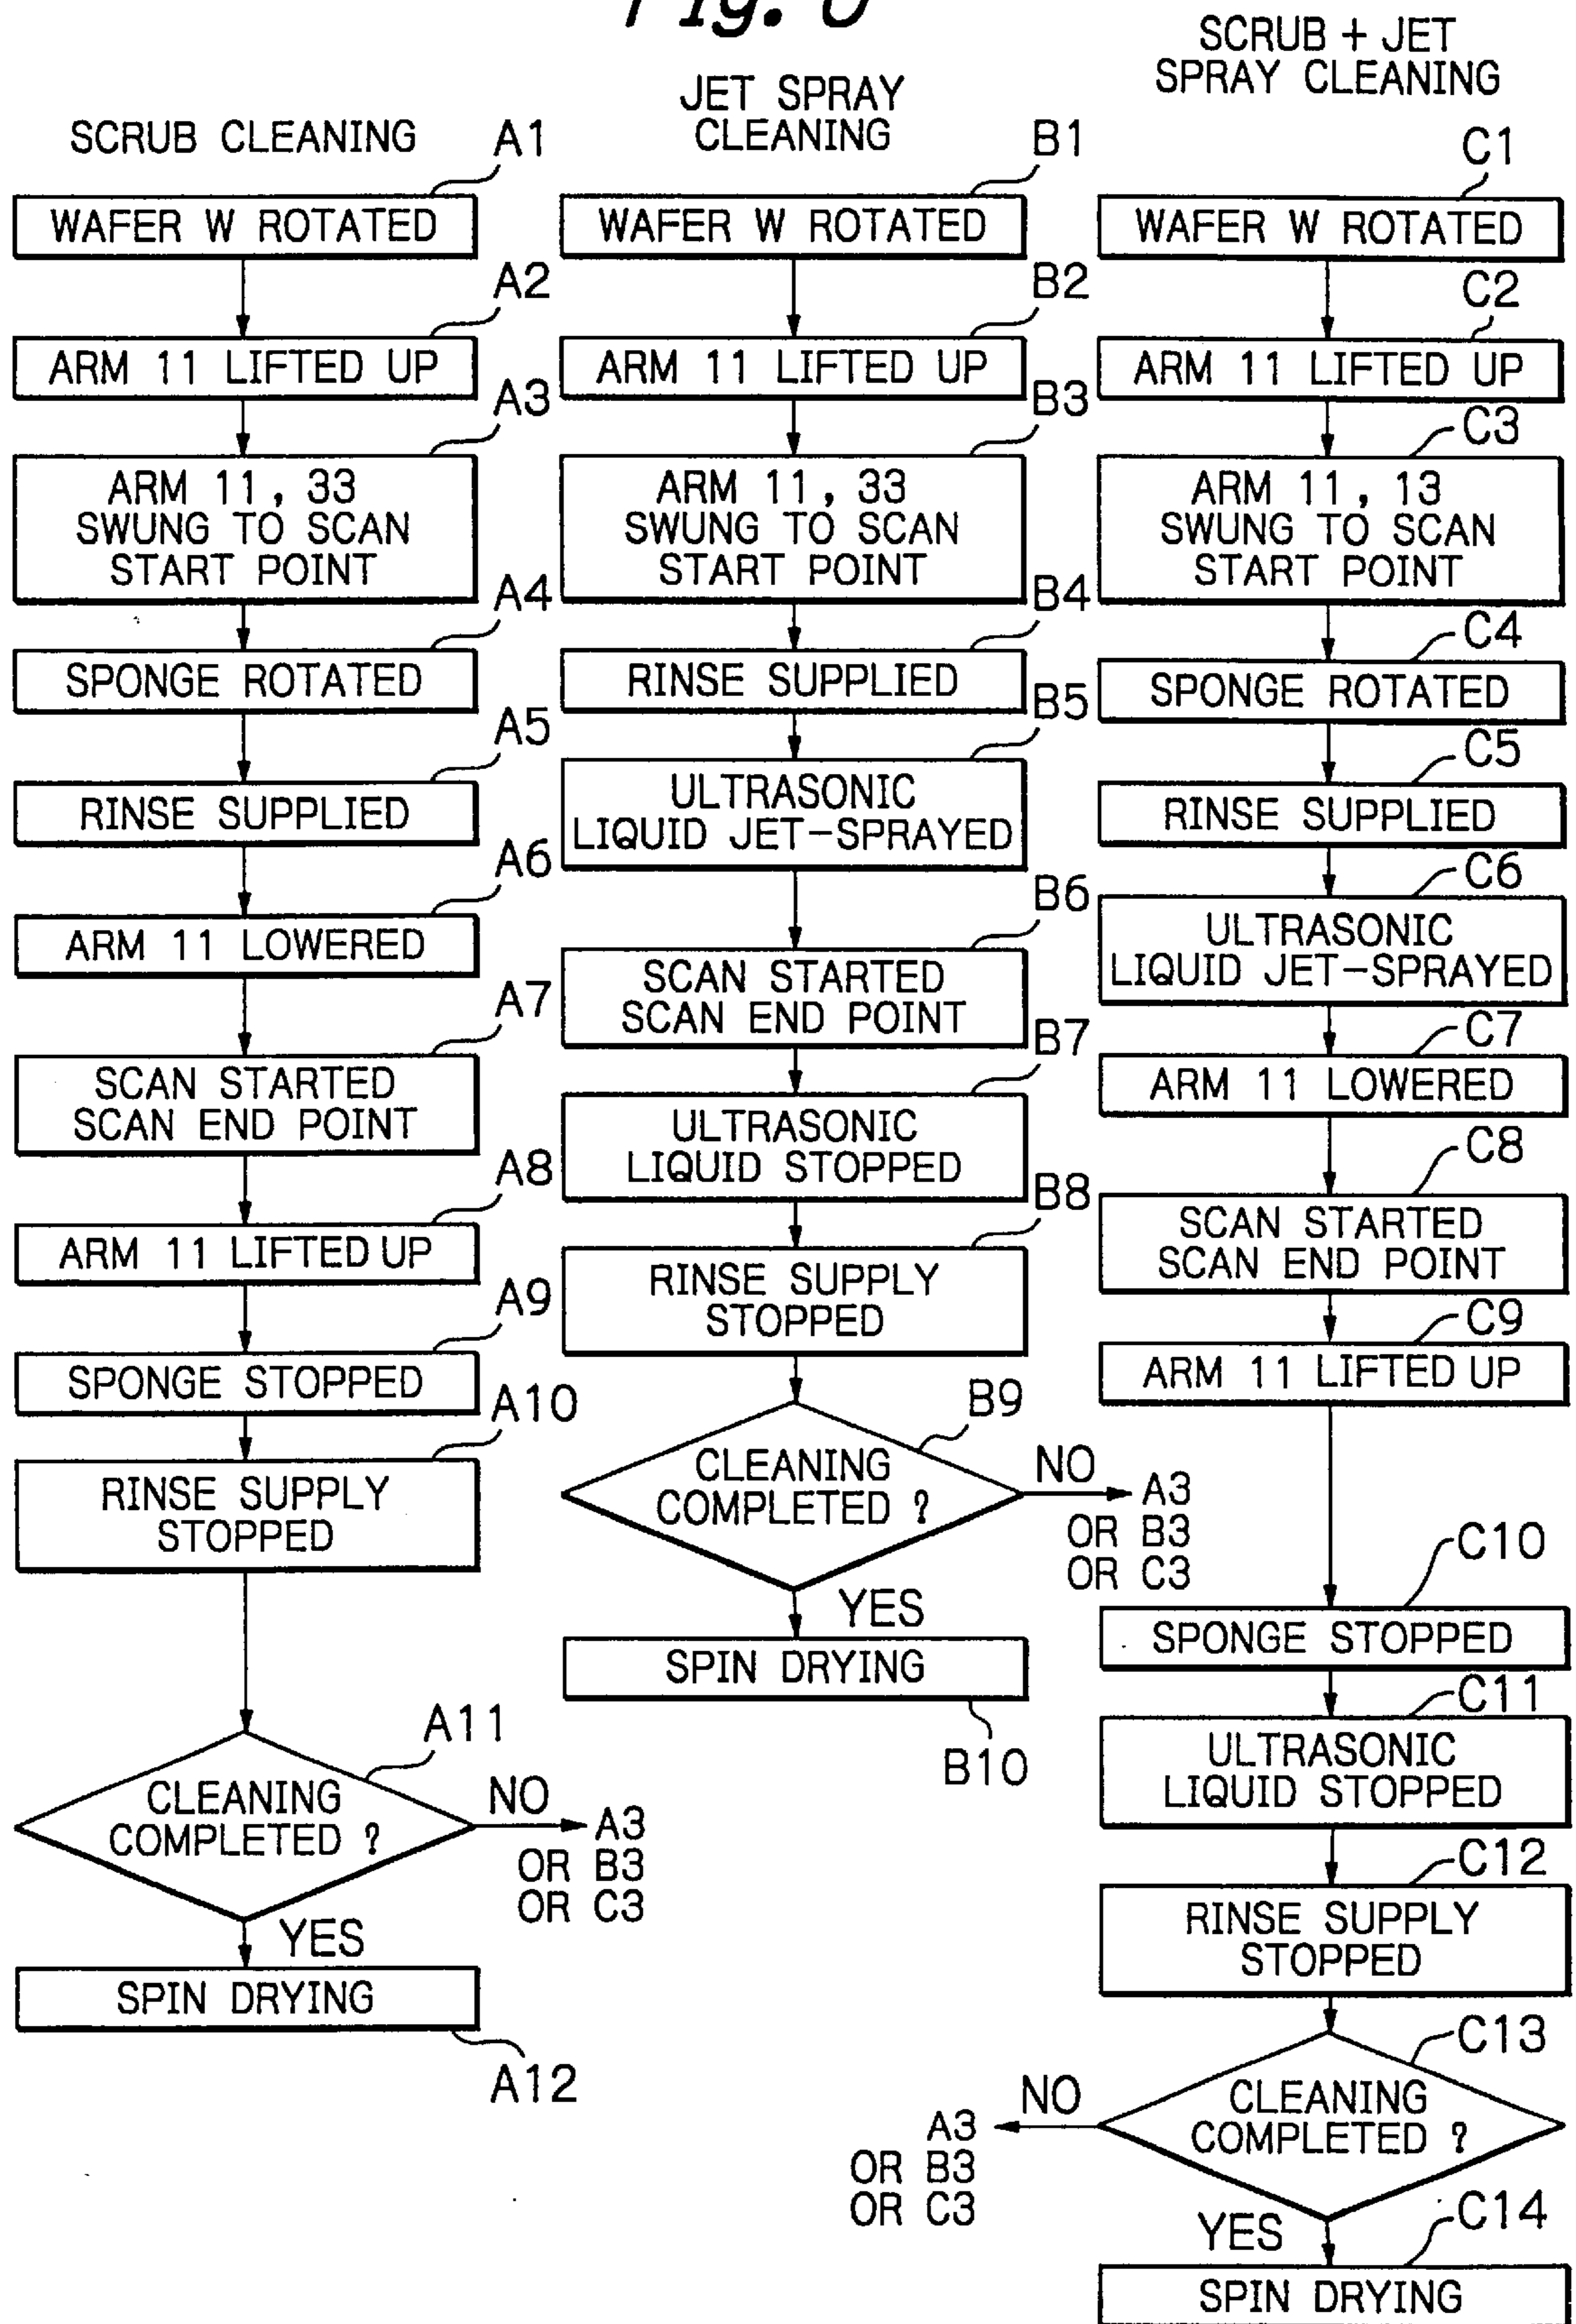 Fig.
SCRUB CLEANING
A1
WAFER W ROTATED
A2
ARM 11 LIFTED UP
A3
ARM 11, 33
SWUNG TO SCAN
START POINT
A4
SPONGE ROTATED
A5
RINSE SUPPLIED
A6
ARM 11 LOWERED
A7
SCAN STARTED
SCAN END POINT
A8
ARM 11 LIFTED UP
A9
SPONGE STOPPED
A10
RINSE SUPPLY
STOPPED
A11
CLEANING
COMPLETED ?
NO
A3
OR B3
OR C3
YES
SPIN DRYING
A12
JET SPRAY
CLEANING
B1
WAFER W ROTATED
B2
ARM 11 LIFTED UP
B3
ARM 11, 33
SWUNG TO SCAN
START POINT
B4
RINSE SUPPLIED
B5
ULTRASONIC
LIQUID JET-SPRAYED
B6
SCAN STARTED
SCAN END POINT
B7
ULTRASONIC
LIQUID STOPPED
B8
RINSE SUPPLY
STOPPED
B9
CLEANING
COMPLETED ?
NO
A3
OR B3
OR C3
YES
SPIN DRYING
B10
SCRUB + JET
SPRAY CLEANING
C1
WAFER W ROTATED
C2
ARM 11 LIFTED UP
C3
ARM 11, 13
SWUNG TO SCAN
START POINT
C4
SPONGE ROTATED
C5
RINSE SUPPLIED
C6
ULTRASONIC
LIQUID JET-SPRAYED
C7
ARM 11 LOWERED
C8
SCAN STARTED
SCAN END POINT
C9
ARM 11 LIFTED UP
C10
SPONGE STOPPED
C11
ULTRASONIC
LIQUID STOPPED
C12
RINSE SUPPLY
STOPPED
C13
CLEANING
COMPLETED ?
NO
A3
OR B3
OR C3
YES
C14
SPIN DRYING